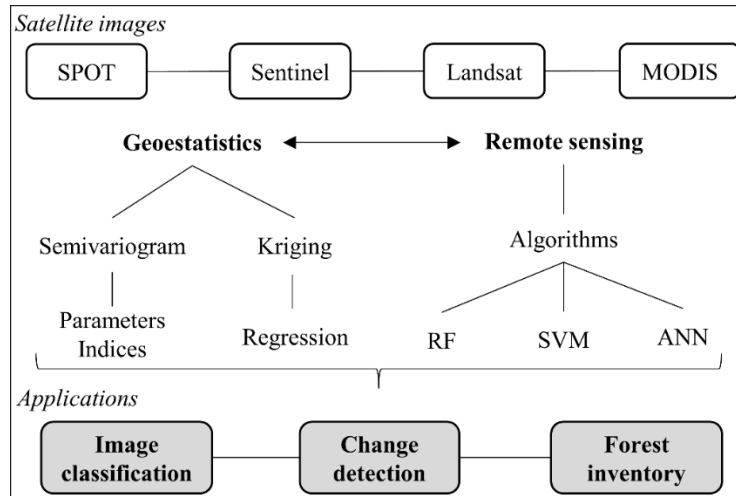 Satellite images
SPOT Sentinel Landsat MODIS
Geoestatistics Remote sensing
Semivariogram Kriging Algorithms
Parameters
Indices Regression RF SVM ANN
Applications
Image classification Change detection Forest inventory